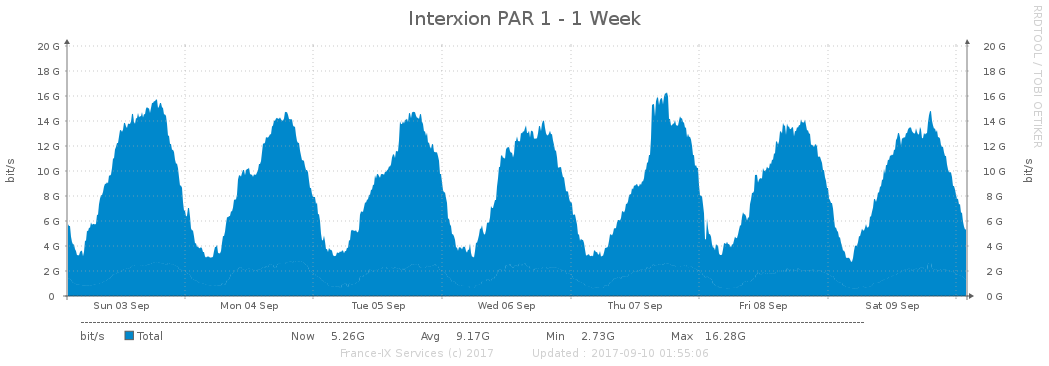 Interxion PAR 1 - 1 Week
RRDTOOL / TOBI OETIKER
20 G 20 G
18 G 18 G
16 G 16 G
14 G 14 G
12 G 12 G
10 G 10 G
8 G 8 G
6 G 6 G
4 G 4 G
2 G 2 G
0 0 G
bit/s
bit/s
Sun 03 Sep Mon 04 Sep Tue 05 Sep Wed 06 Sep Thu 07 Sep Fri 08 Sep Sat 09 Sep
bit/s Total Now 5.26G Avg 9.17G Min 2.73G Max 16.28G
France-IX Services (c) 2017 Updated : 2017-09-10 01:55:06